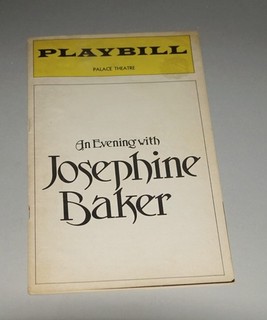 PLAYBILL
PALACE THEATRE
An Evening with
Josephine
Baker